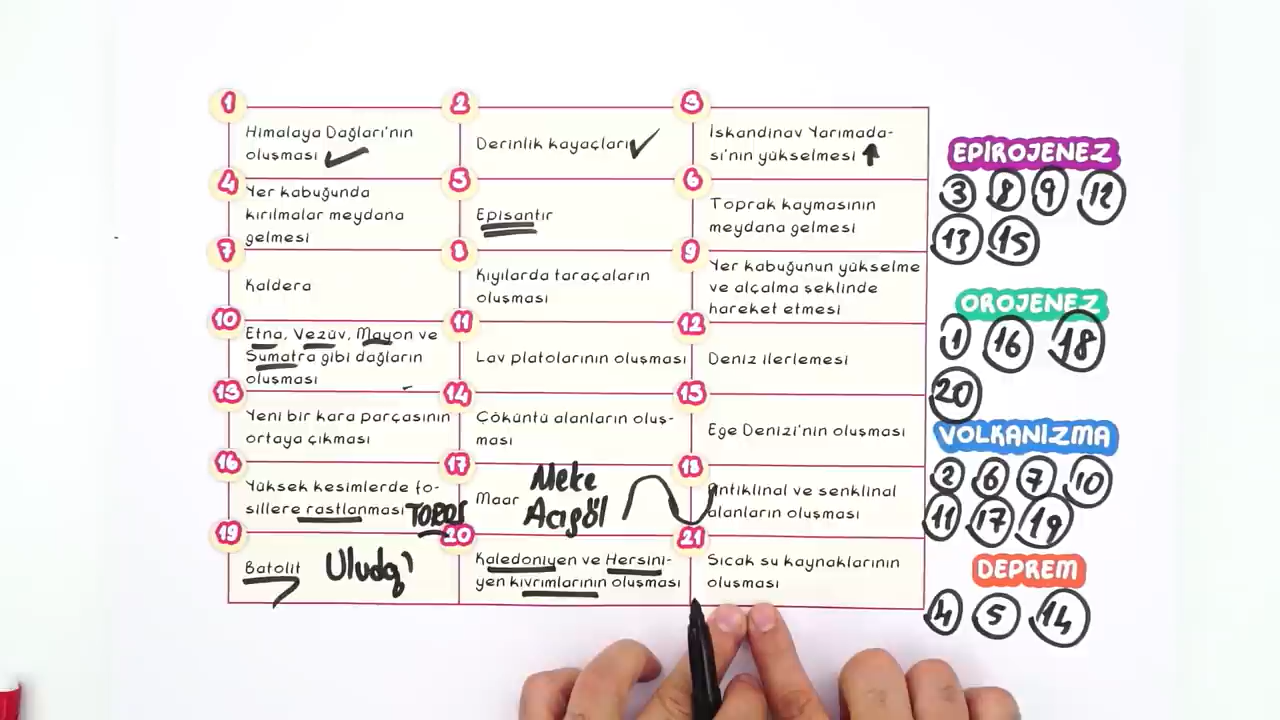 1
Himalaya Dağları'nın
oluşması
2
Derinlik kayaçları
3
İskandinav Yarımada-
sı'nın yükselmesi
4
Yer kabuğunda
kırılmalar meydana
gelmesi
5
Episantır
6
Toprak kaymasının
meydana gelmesi
7
Kaldera
8
Kıyılarda taraçaların
oluşması
9
Yer kabuğunun yükselme
ve alçalma şeklinde
hareket etmesi
10
Etna, Vezüv, Mayon ve
Sumatra gibi dağların
oluşması
11
Lav platolarının oluşması
12
Deniz ilerlemesi
13
Yeni bir kara parçasının
ortaya çıkması
14
Çöküntü alanların oluş-
ması
15
Ege Denizi'nin oluşması
16
Yüksek kesimlerde fo-
sillere rastlanması
TOROS
17
Maar
Meke
Acıgöl
18
Antiklinal ve senklinal
alanların oluşması
19
Batolit
Uludağ
20
Kaledoniyen ve Hersini-
yen kıvrımlarının oluşması
21
Sıcak su kaynaklarının
oluşması
EPİROJENEZ
3 8 9 12
13 15
OROJENEZ
1 16 18
20
VOLKANİZMA
2 6 7 10
11 17 19
DEPREM
4 5 14